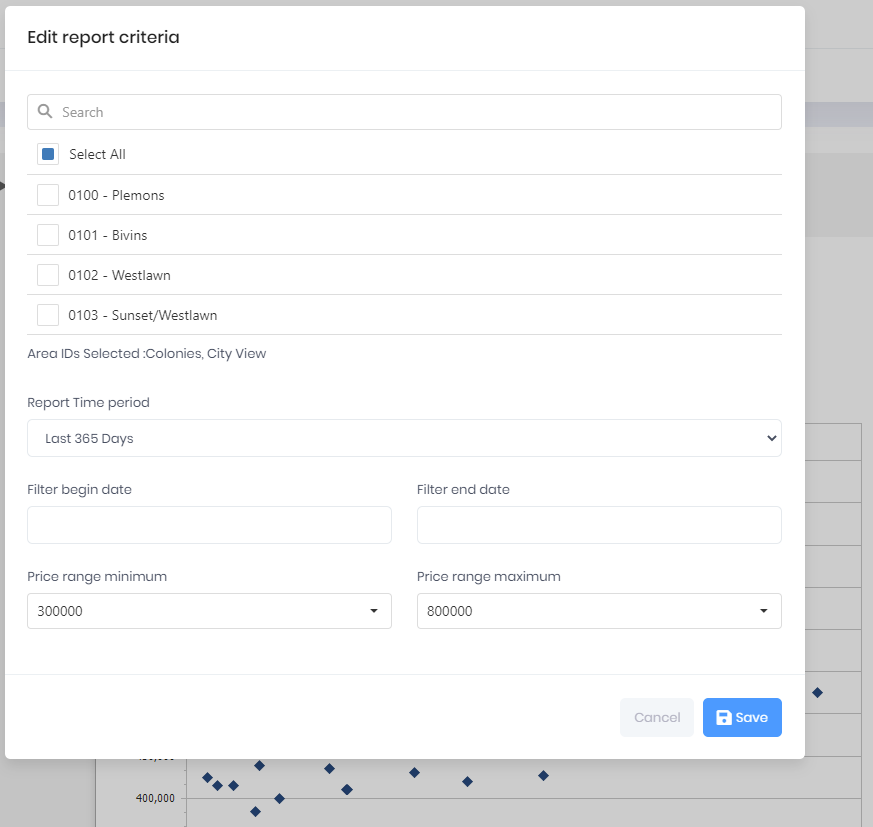 Edit report criteria
Search
Select All
0100 - Plemons
0101 - Bivins
0102 - Westlawn
0103 - Sunset/Westlawn
Area IDs Selected :Colonies, City View
Report Time period
Last 365 Days
Filter begin date Filter end date
Price range minimum Price range maximum
300000 800000
Cancel Save
400,000